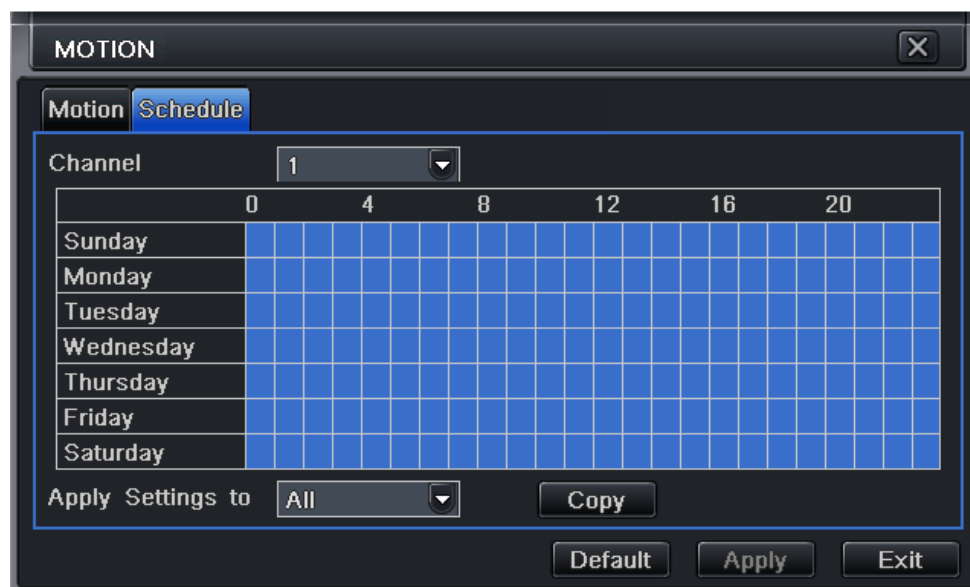 MOTION
Motion Schedule
Channel 1
0 4 8 12 16 20
Sunday
Monday
Tuesday
Wednesday
Thursday
Friday
Saturday
Apply Settings to All Copy
Default Apply Exit